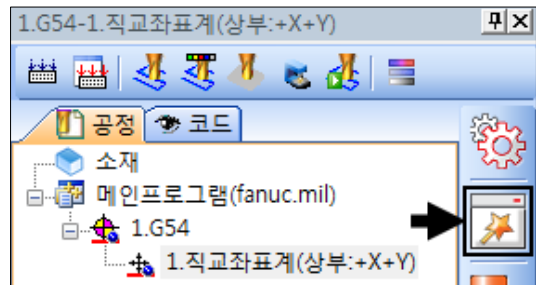 1.G54-1.직교좌표계(상부:+X+Y)
공정 코드
소재
메인프로그램(fanuc.mil)
1.G54
1.직교좌표계(상부:+X+Y)